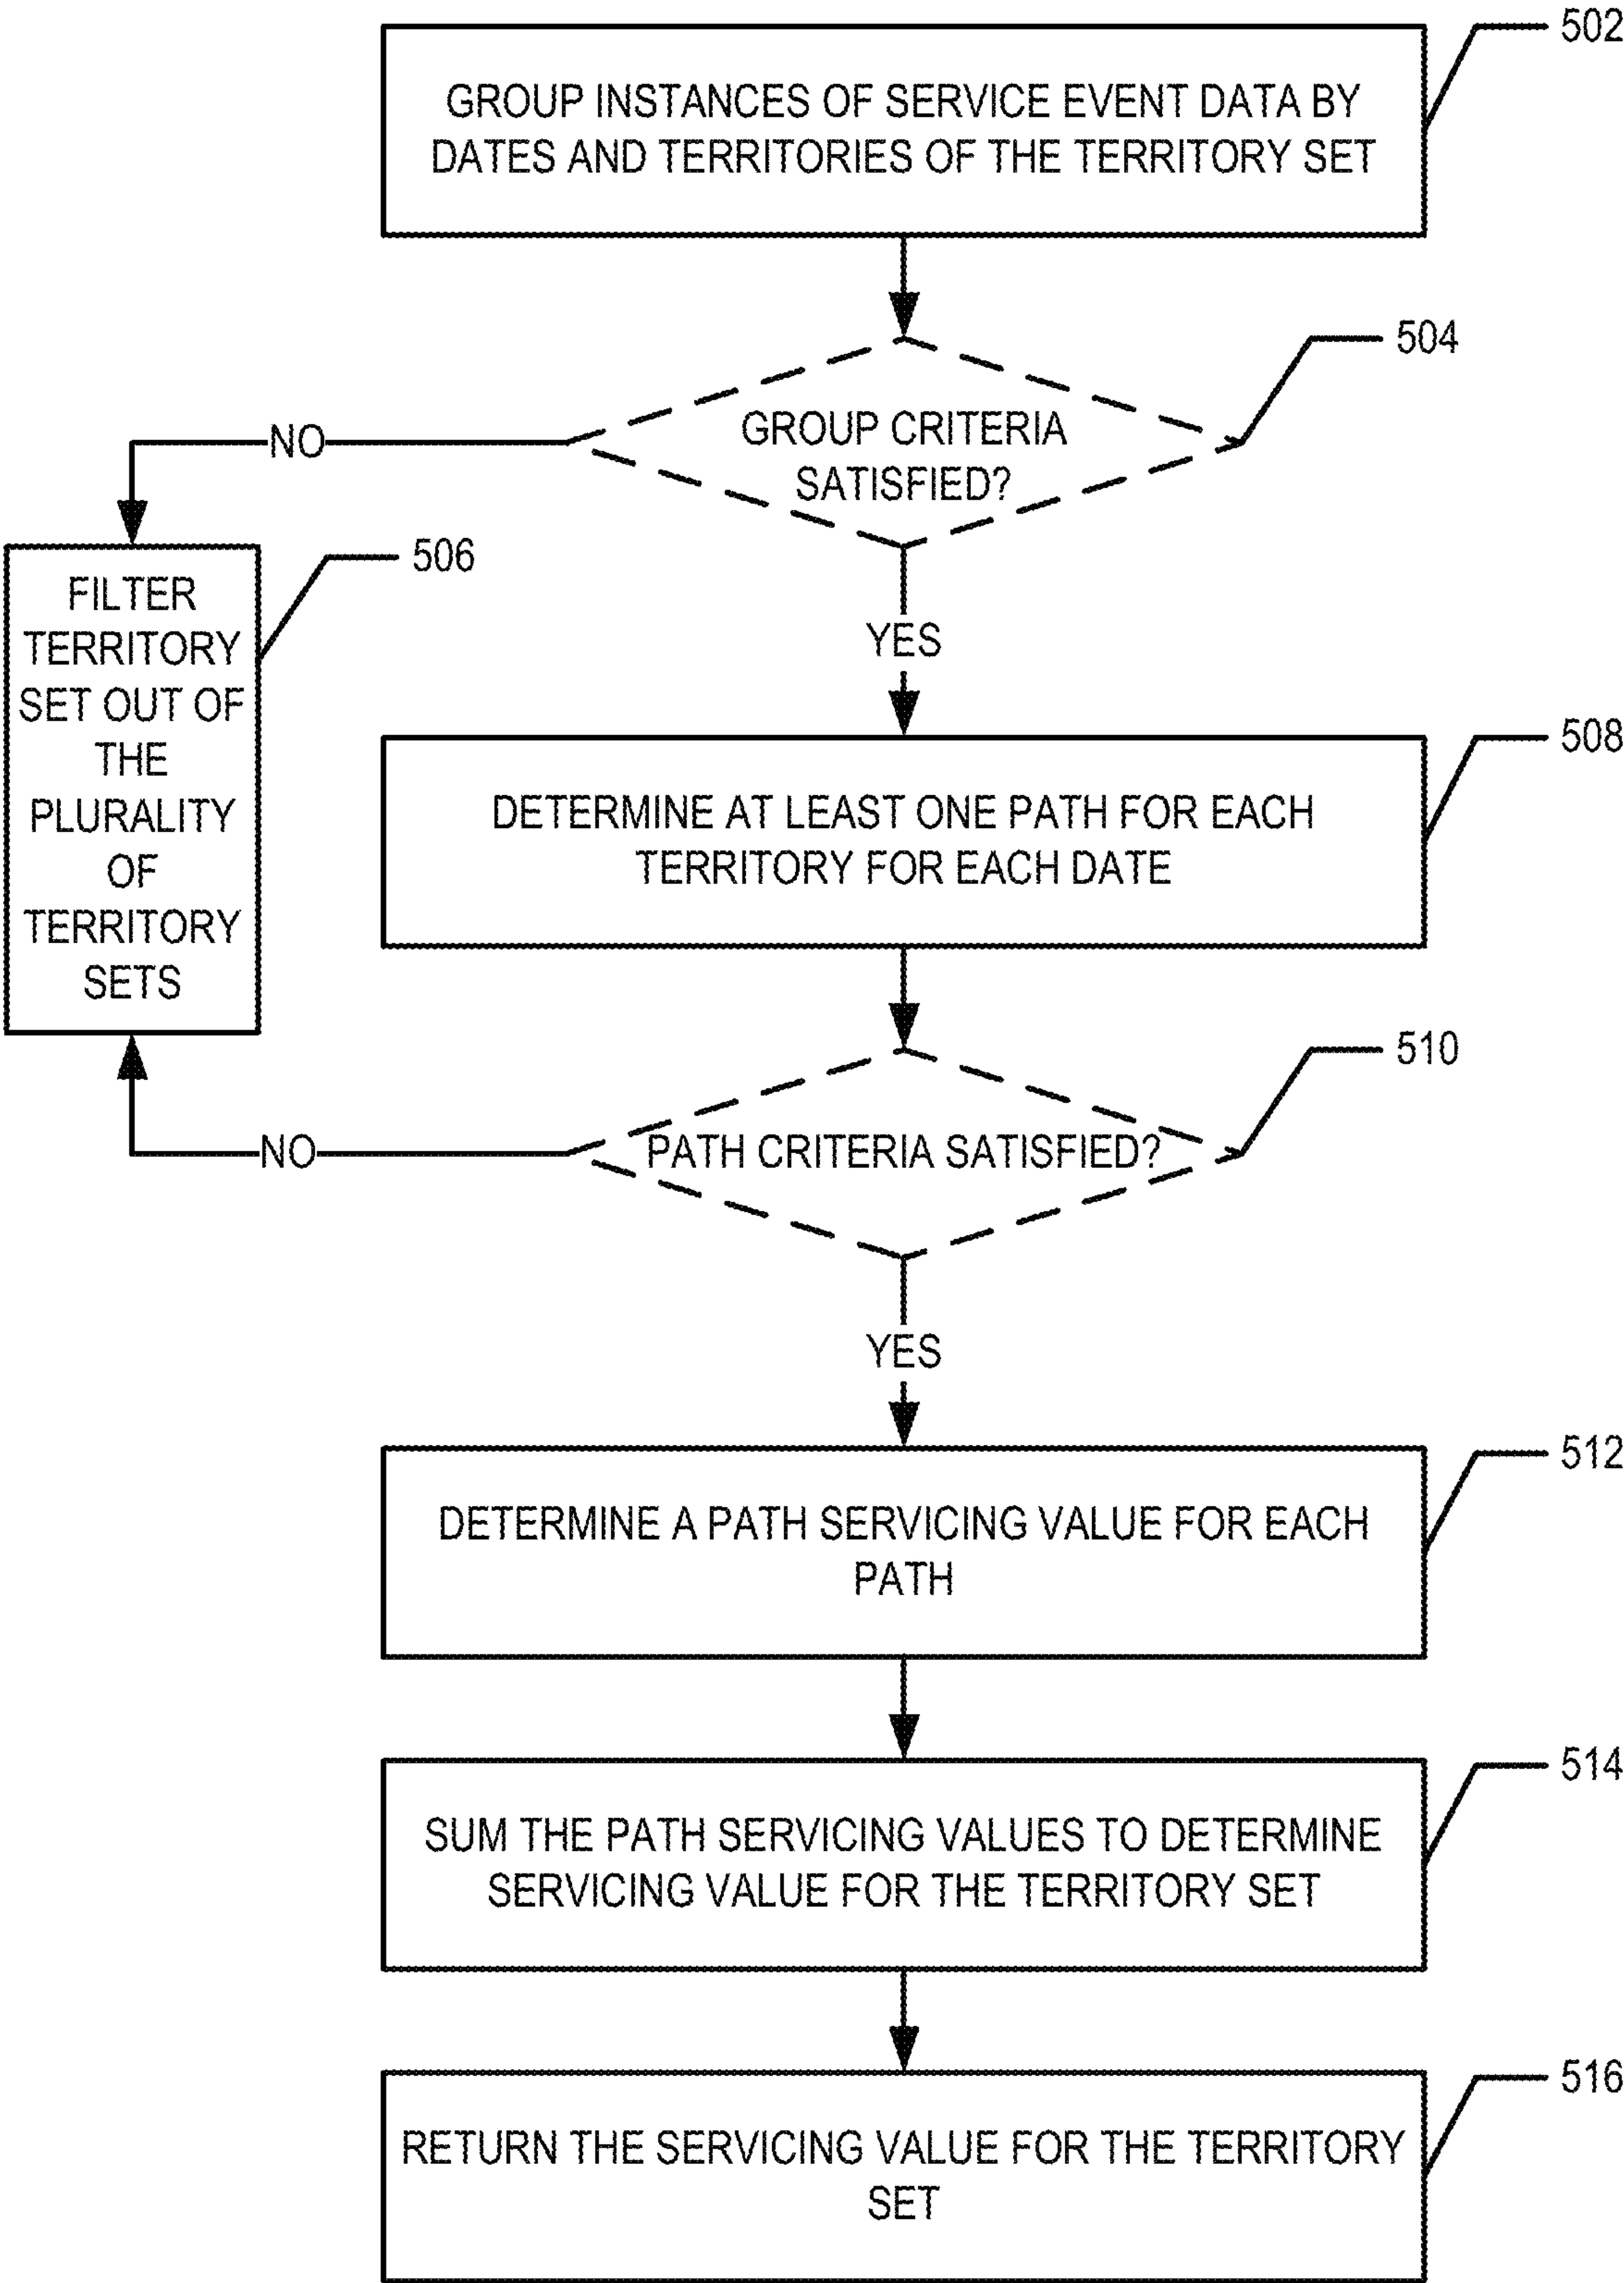 502
GROUP INSTANCES OF SERVICE EVENT DATA BY
DATES AND TERRITORIES OF THE TERRITORY SET
504
GROUP CRITERIA
SATISFIED?
NO
YES
506
FILTER
TERRITORY
SET OUT OF
THE
PLURALITY
OF
TERRITORY
SETS
508
DETERMINE AT LEAST ONE PATH FOR EACH
TERRITORY FOR EACH DATE
510
PATH CRITERIA SATISFIED?
NO
YES
512
DETERMINE A PATH SERVICING VALUE FOR EACH
PATH
514
SUM THE PATH SERVICING VALUES TO DETERMINE
SERVICING VALUE FOR THE TERRITORY SET
516
RETURN THE SERVICING VALUE FOR THE TERRITORY
SET